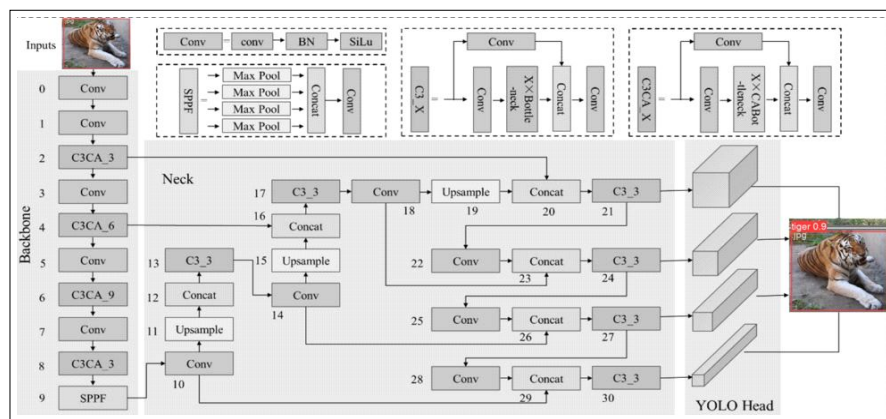 Inputs
Conv = conv BN SiLu
SPPF = Max Pool Max Pool Max Pool Max Pool Concat Conv
C3_X = Conv Conv X×Bottle-neck Concat Conv
C3CA_X = Conv Conv X×CABot-tleneck Concat Conv
Backbone
0 Conv
1 Conv
2 C3CA_3
3 Conv
4 C3CA_6
5 Conv
6 C3CA_9
7 Conv
8 C3CA_3
9 SPPF
Neck
Conv 10
11 Upsample
12 Concat
13 C3_3
Conv 14
15 Upsample
16 Concat
17 C3_3
Conv 18
Upsample 19
Concat 20
C3_3 21
22 Conv
Concat 23
C3_3 24
25 Conv
Concat 26
C3_3 27
28 Conv
Concat 29
C3_3 30
YOLO Head
tiger 0.9
jpg